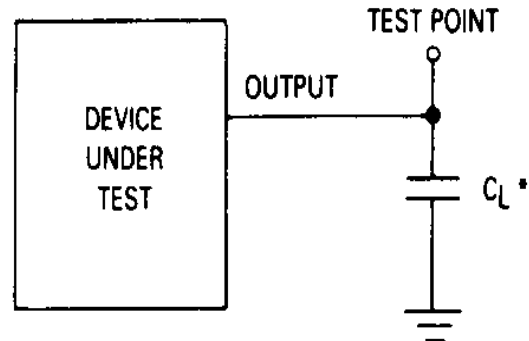 TEST POINT
OUTPUT
DEVICE
UNDER
TEST
CL*